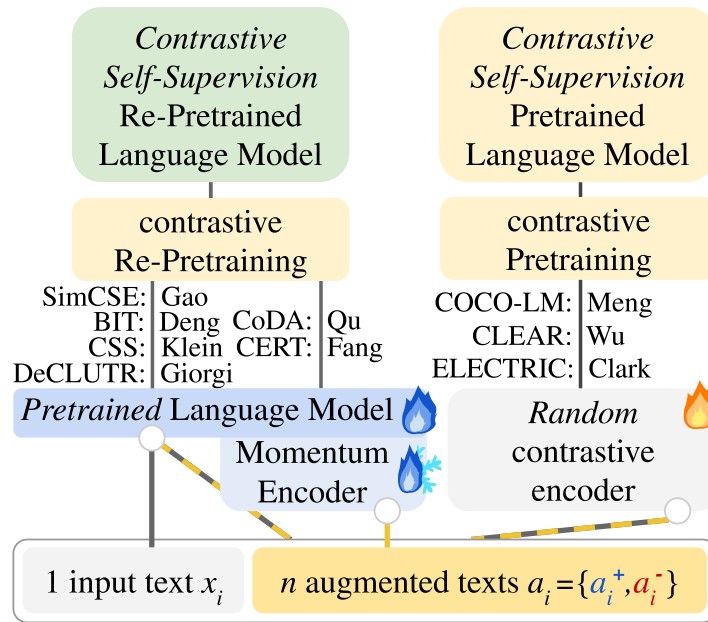 Contrastive
Self-Supervision
Re-Pretrained
Language Model
Contrastive
Self-Supervision
Pretrained
Language Model
contrastive
Re-Pretraining
contrastive
Pretraining
SimCSE: Gao
BIT: Deng
CSS: Klein
DeCLUTR: Giorgi
CoDA: Qu
CERT: Fang
COCO-LM: Meng
CLEAR: Wu
ELECTRIC: Clark
Pretrained Language Model
Momentum
Encoder
Random
contrastive
encoder
1 input text x_i
n augmented texts a_i={a_i^+,a_i^-}